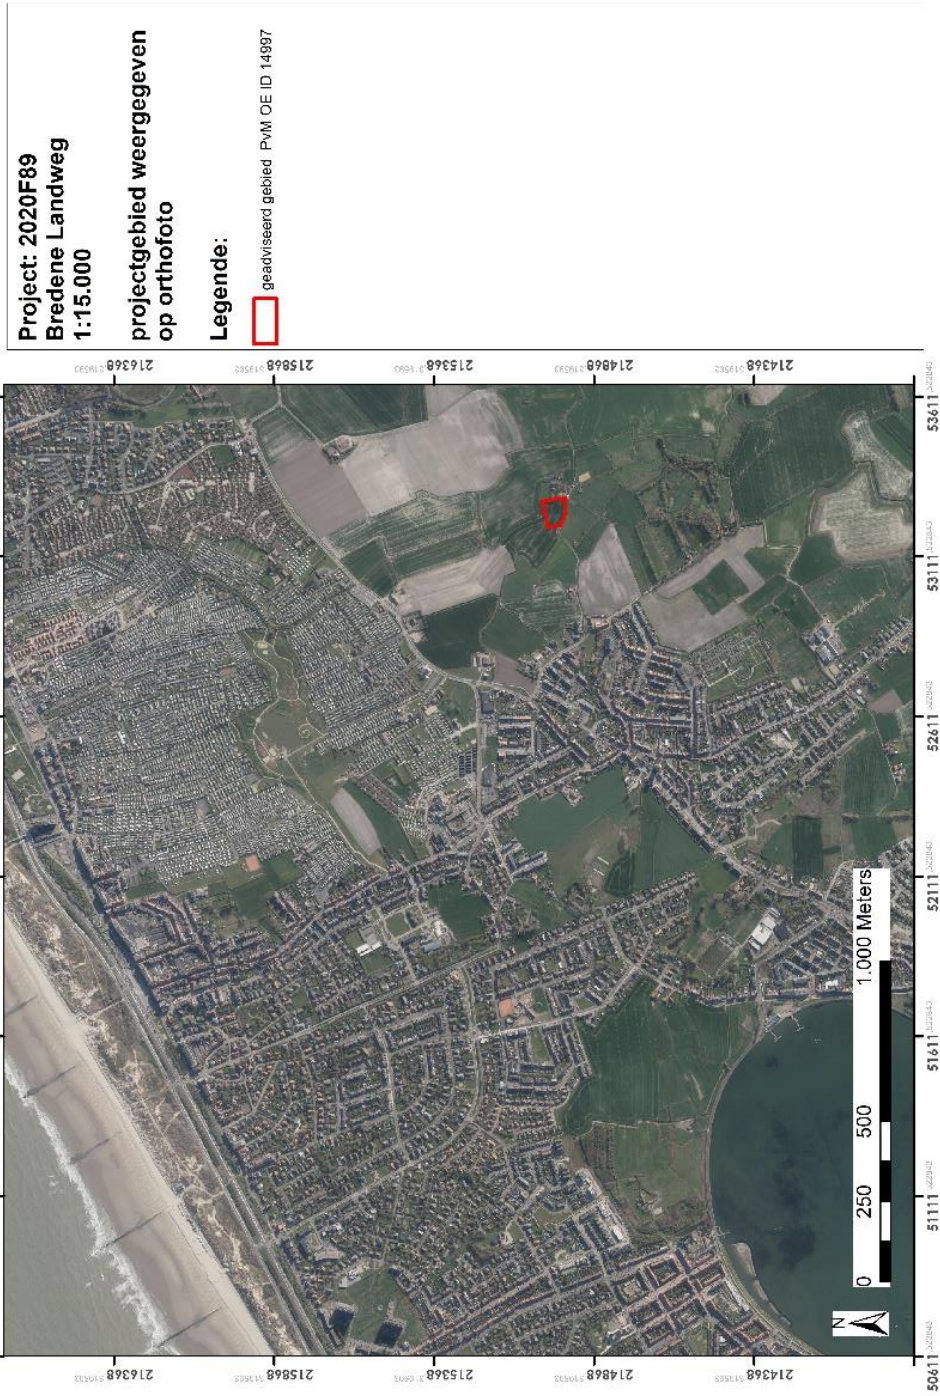 Project: 2020F89
Bredene Landweg
1:15.000
projectgebied weergegeven
op orthofoto
Legende:
geadviseerd gebied PvM OE ID 14997
216368
215868
215368
214868
214368
216368
215868
215368
214868
214368
50611
51111
51611
52111
52611
53111
53611
N
0 250 500 1.000 Meters